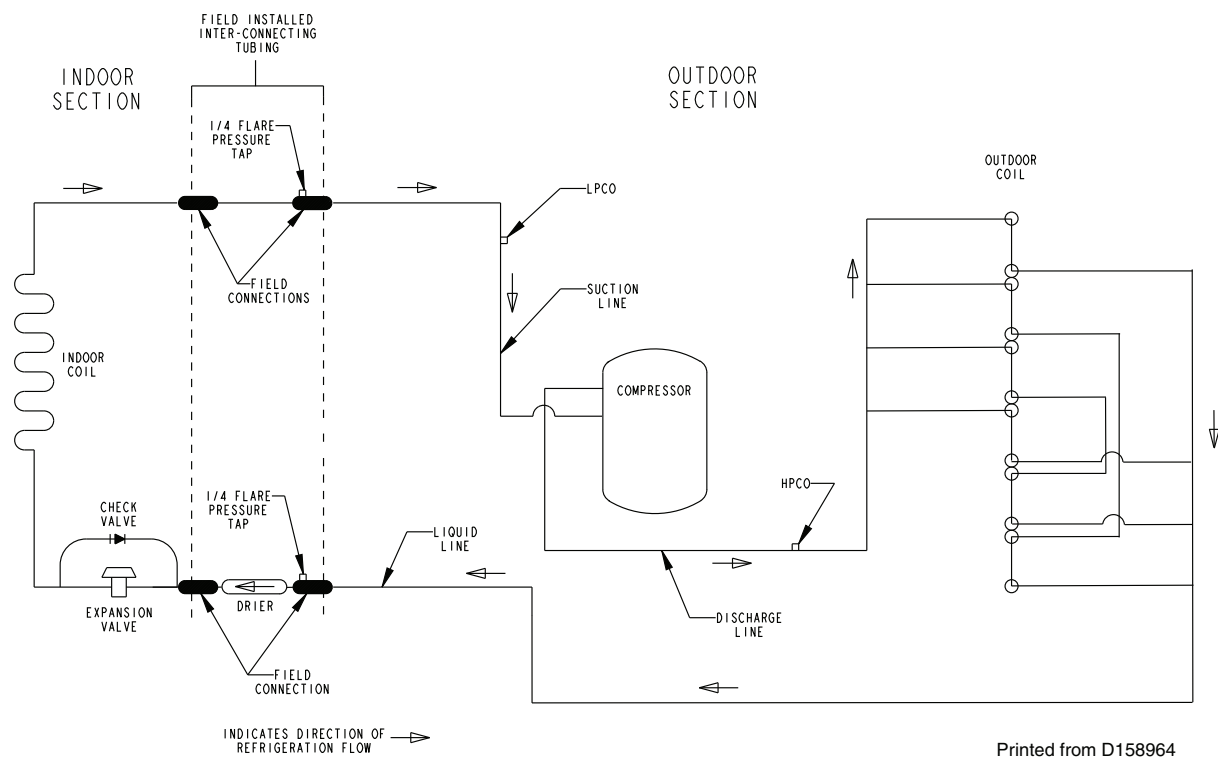 FIELD INSTALLED
INTER-CONNECTING
TUBING
INDOOR
SECTION
OUTDOOR
SECTION
1/4 FLARE
PRESSURE
TAP
OUTDOOR
COIL
LPCO
FIELD
CONNECTIONS
SUCTION
LINE
INDOOR
COIL
COMPRESSOR
HPCO
1/4 FLARE
PRESSURE
TAP
CHECK
VALVE
LIQUID
LINE
EXPANSION
VALVE
DRIER
DISCHARGE
LINE
FIELD
CONNECTION
INDICATES DIRECTION OF
REFRIGERATION FLOW
Printed from D158964